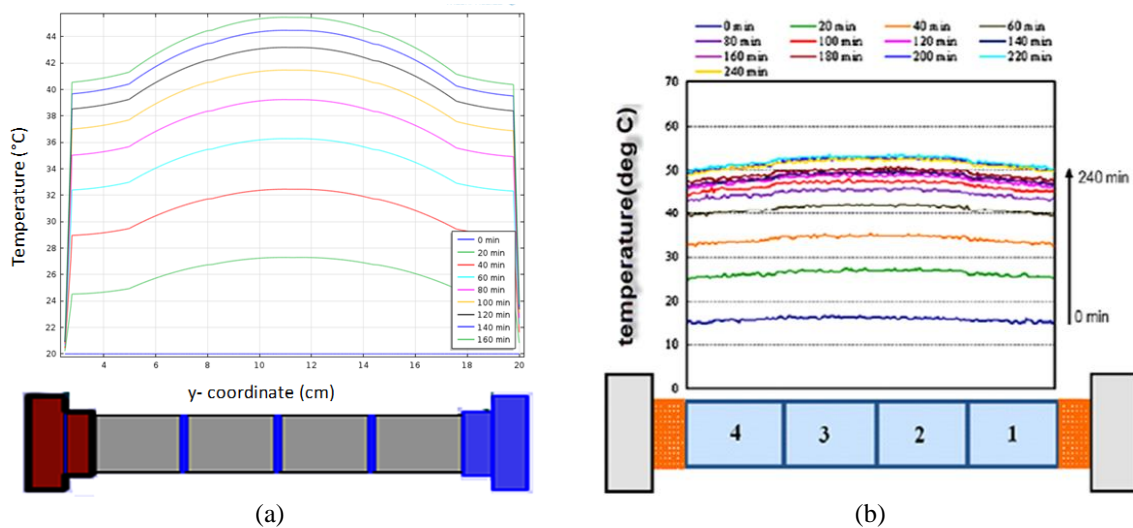 44
42
40
38
36
34
32
30
28
26
24
22
20
Temperature (°C)
0 min
20 min
40 min
60 min
80 min
100 min
120 min
140 min
160 min
4 6 8 10 12 14 16 18 20
y- coordinate (cm)
(a)
0 min 20 min 40 min 60 min
80 min 100 min 120 min 140 min
160 min 180 min 200 min 220 min
240 min
temperature(deg C)
70
60
50
40
30
20
10
0
240 min
0 min
4 3 2 1
(b)